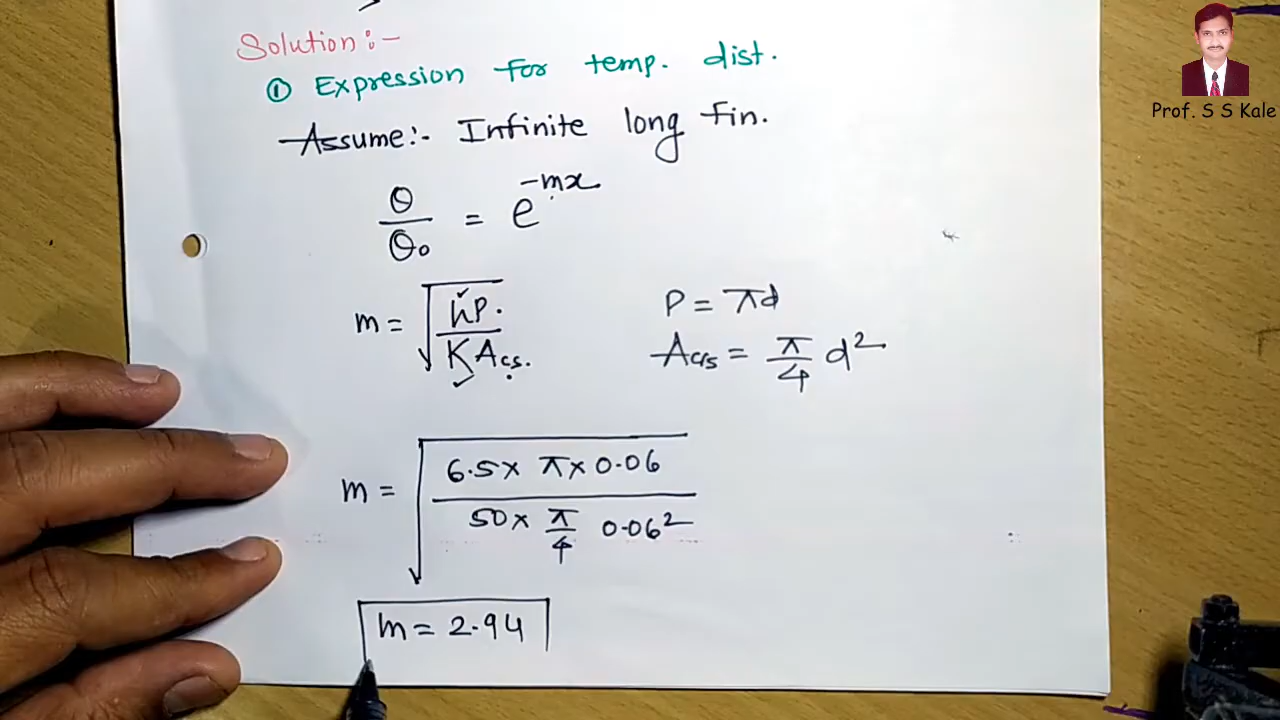 Solution:-
① Expression for temp. dist.
Assume:- Infinite long fin.
θ/θ₀ = e^-mx
m = √(hP. / KAcs.)
P = πd
Acs = π/4 d²
m = √(6.5 × π × 0.06 / 50 × π/4 0.06²)
m = 2.94
Prof. S S Kale